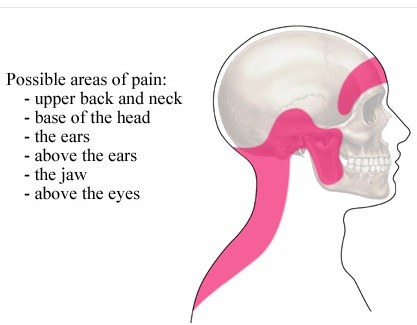 Possible areas of pain:
- upper back and neck
- base of the head
- the ears
- above the ears
- the jaw
- above the eyes